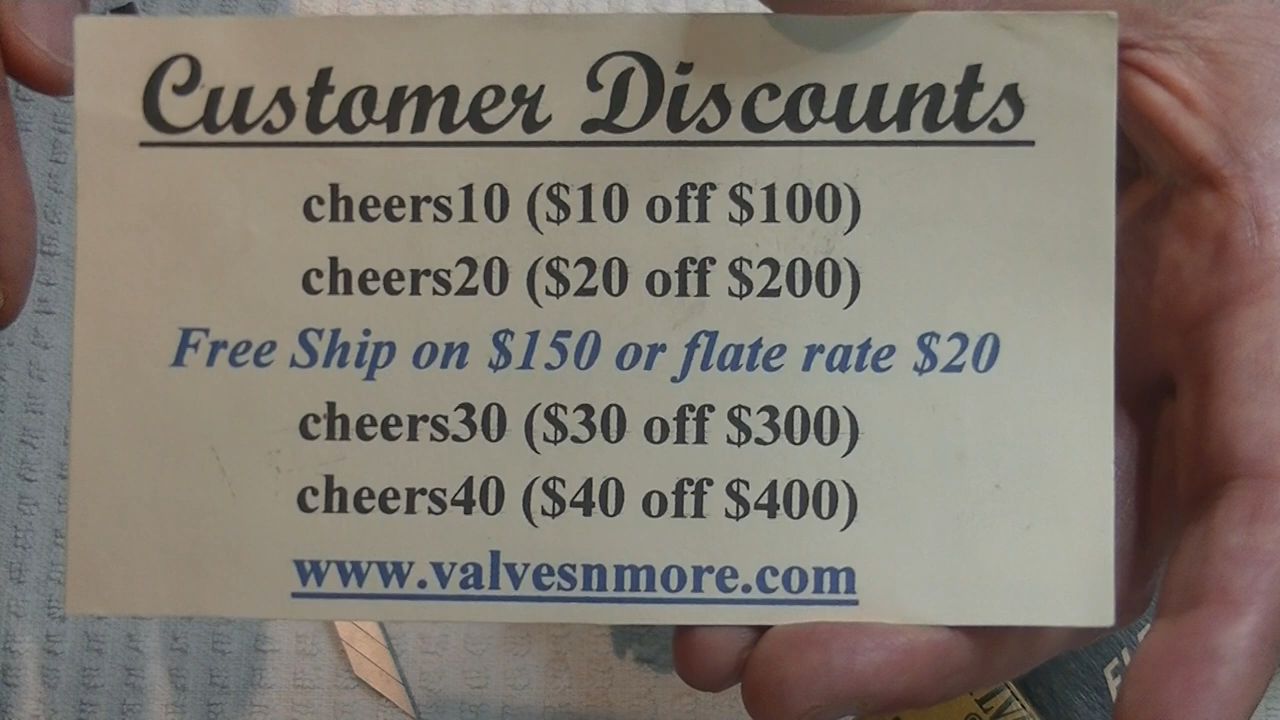 Customer Discounts
cheers10 ($10 off $100)
cheers20 ($20 off $200)
Free Ship on $150 or flate rate $20
cheers30 ($30 off $300)
cheers40 ($40 off $400)
www.valvesnmore.com